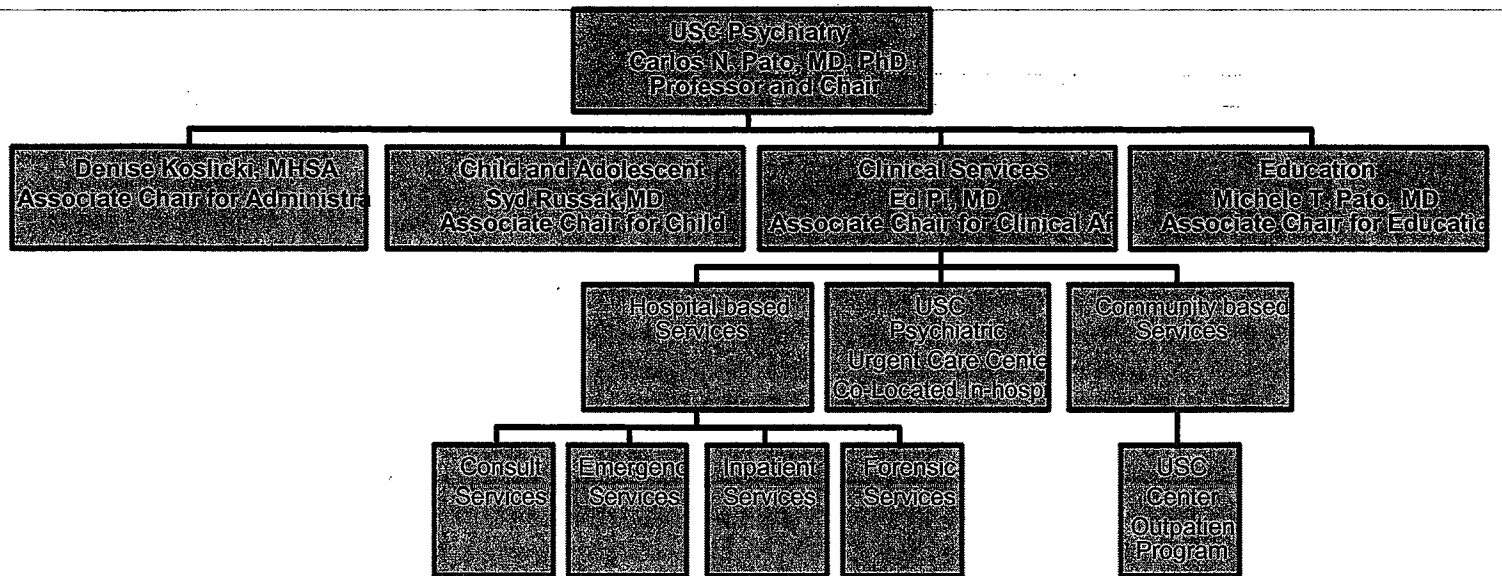 USC Psychiatry
Carlos N. Pato, MD, PhD
Professor and Chair
Denise Koslicki, MHSA
Associate Chair for Administra
Child and Adolescent
Syd Russak,MD
Associate Chair for Child
Clinical Services
Ed Pi, MD
Associate Chair for Clinical Af
Education
Michele T. Pato, MD
Associate Chair for Educatio
Hospital based
Services
USC
Psychiatric
Urgent Care Cente
Co-Located In-hospi
Community based
Services
Consult
Services
Emergenc
Services
Inpatient
Services
Forensic
Services
USC
Center
Outpatien
Program